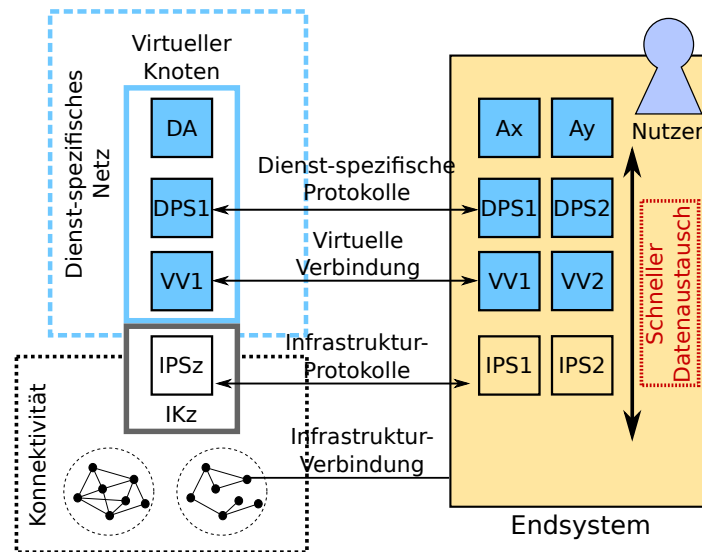 Virtueller
Knoten
Dienst-spezifisches
Netz
DA
DPS1
VV1
IPSz
IKz
Konnektivität
Dienst-spezifische
Protokolle
Virtuelle
Verbindung
Infrastruktur-
Protokolle
Infrastruktur-
Verbindung
Ax
Ay
DPS1
DPS2
VV1
VV2
IPS1
IPS2
Nutzer
Schneller
Datenaustausch
Endsystem